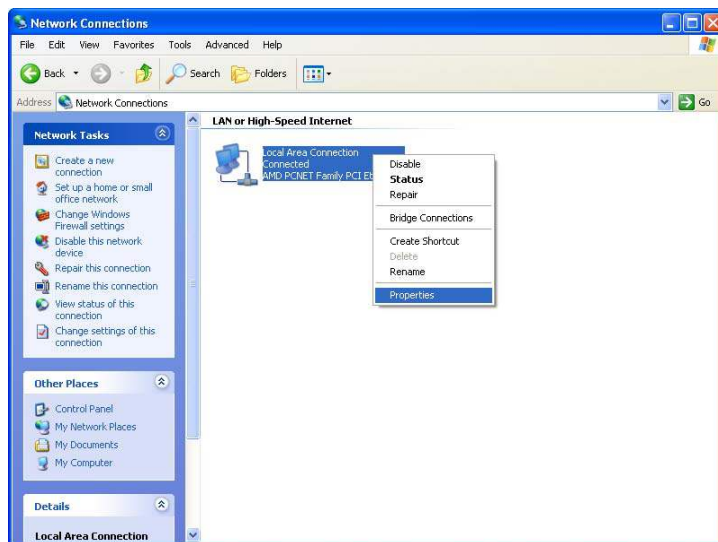 Network Connections
File Edit View Favorites Tools Advanced Help
Back Search Folders
Address Network Connections Go
Network Tasks
Create a new
connection
Set up a home or small
office network
Change Windows
Firewall settings
Disable this network
device
Repair this connection
Rename this connection
View status of this
connection
Change settings of this
connection
Other Places
Control Panel
My Network Places
My Documents
My Computer
Details
Local Area Connection
LAN or High-Speed Internet
Local Area Connection
Connected
AMD PCNET Family PCI Et
Disable
Status
Repair
Bridge Connections
Create Shortcut
Delete
Rename
Properties